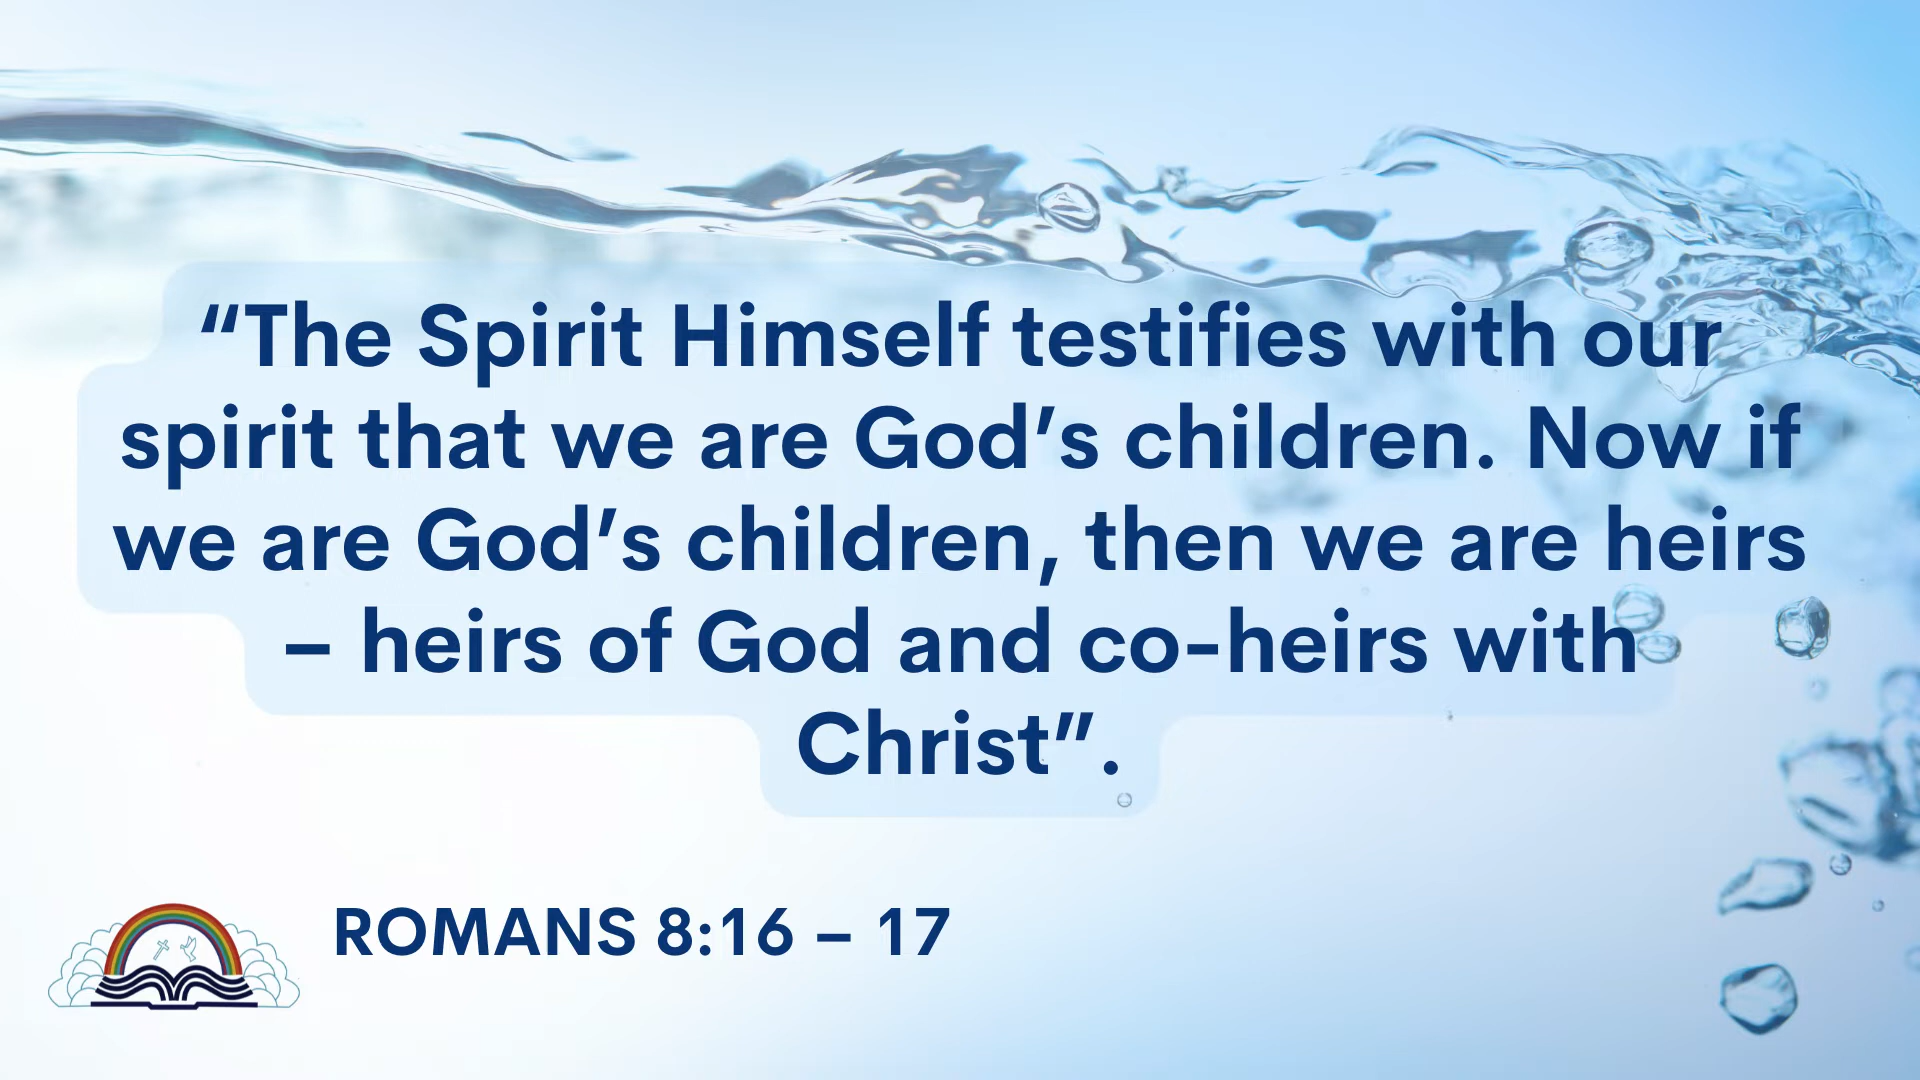 “The Spirit Himself testifies with our
spirit that we are God’s children. Now if
we are God’s children, then we are heirs
– heirs of God and co-heirs with
Christ”.
ROMANS 8:16 – 17